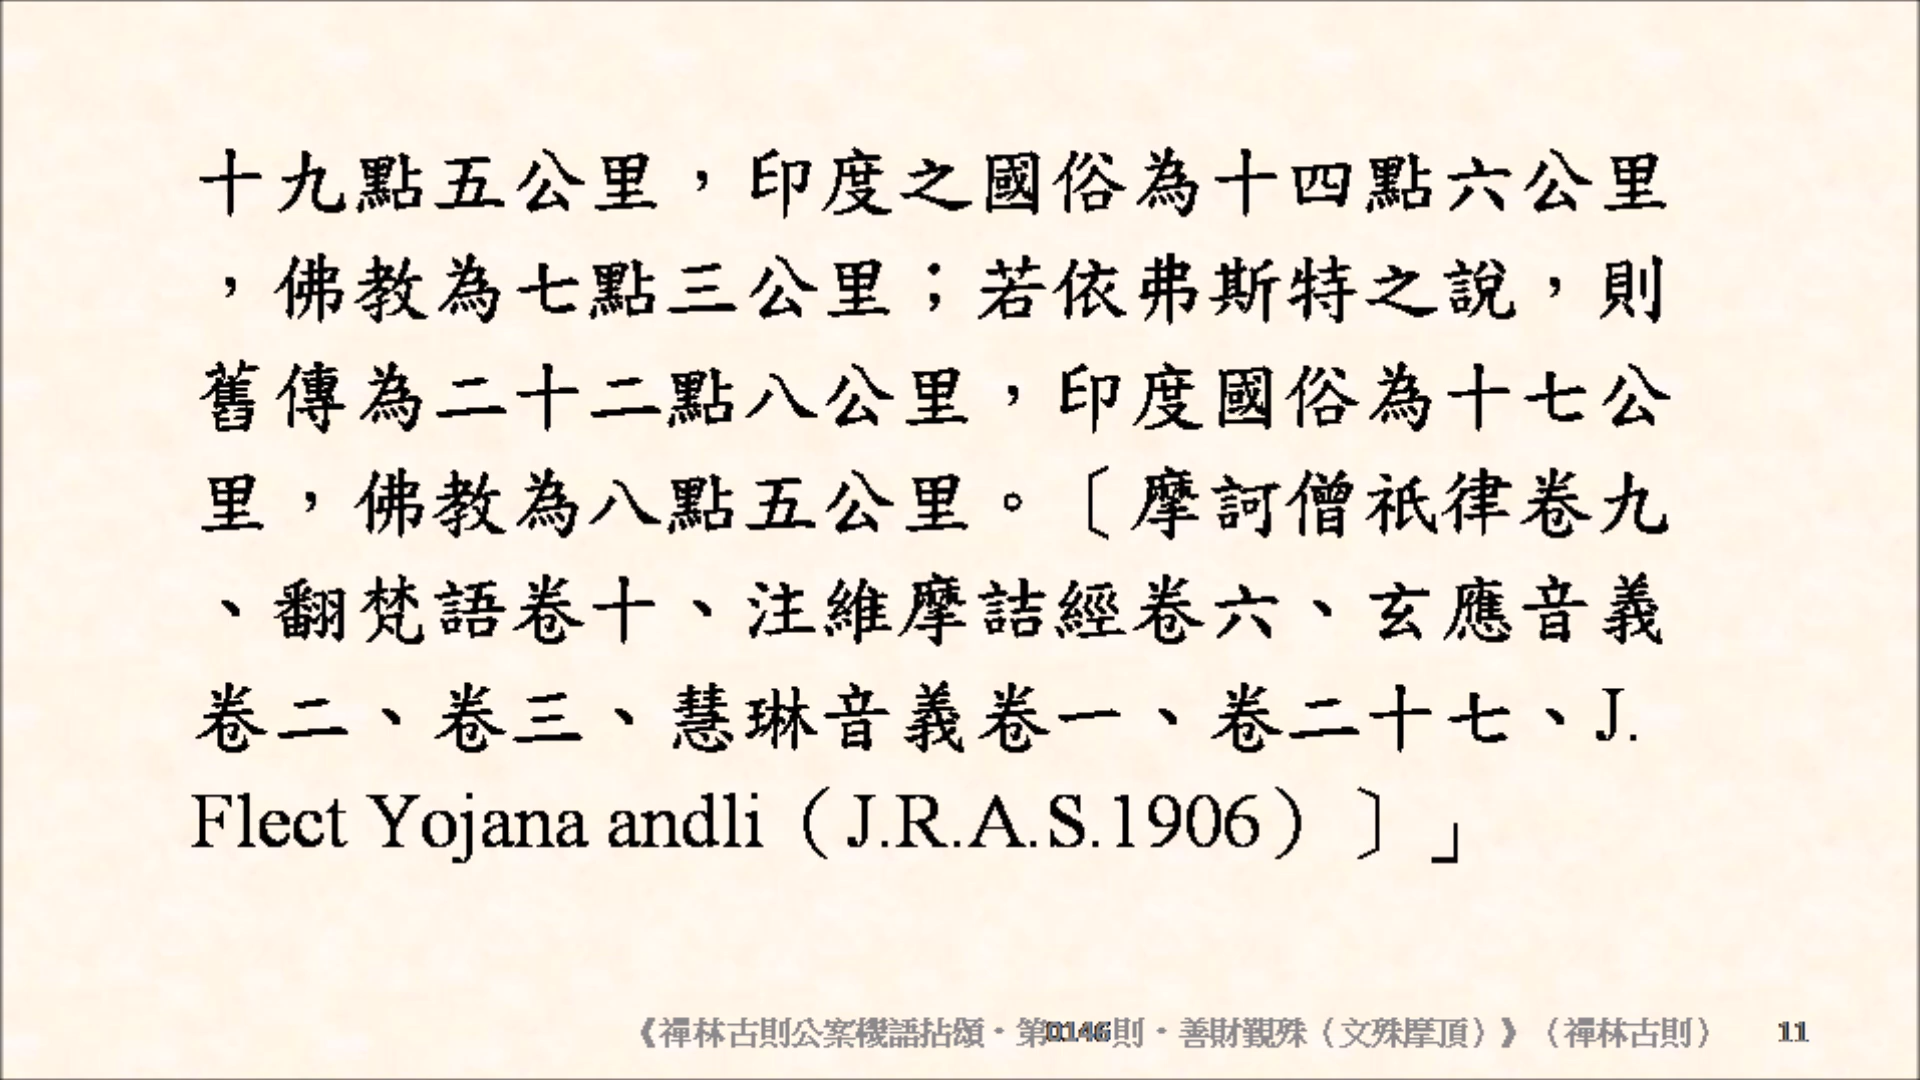 十九點五公里，印度之國俗為十四點六公里
，佛教為七點三公里；若依弗斯特之說，則
舊傳為二十二點八公里，印度國俗為十七公
里，佛教為八點五公里。〔摩訶僧祇律卷九
、翻梵語卷十、注維摩詰經卷六、玄應音義
卷二、卷三、慧琳音義卷一、卷二十七、J.
Flect Yojana andli（J.R.A.S.1906）〕」
《禪林古則公案機語拈頌・第0146則・善財覲殊（文殊摩頂）》（禪林古則） 11